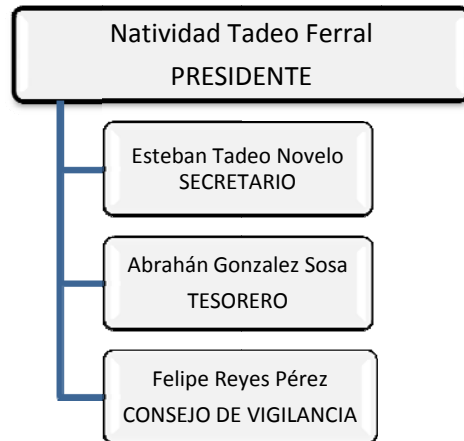 Natividad Tadeo Ferral
PRESIDENTE
Esteban Tadeo Novelo
SECRETARIO
Abrahán Gonzalez Sosa
TESORERO
Felipe Reyes Pérez
CONSEJO DE VIGILANCIA